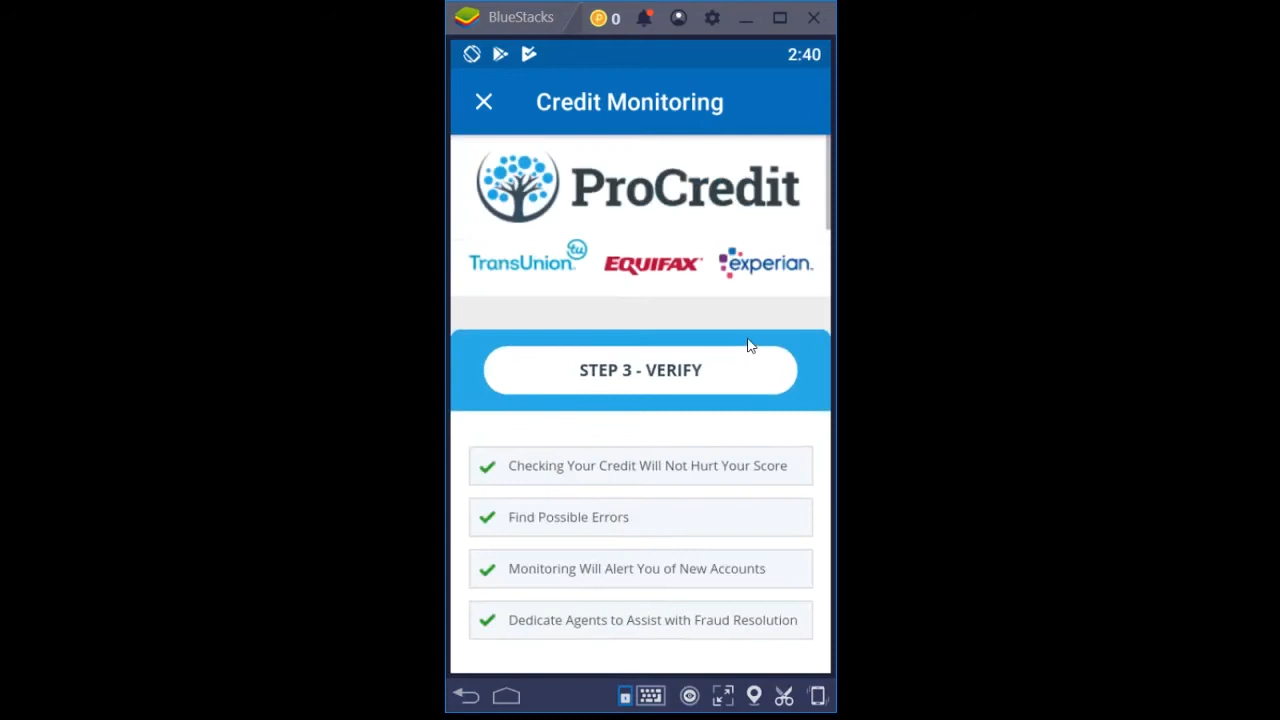 BlueStacks
0
2:40
Credit Monitoring
ProCredit
TransUnion tu EQUIFAX experian.
STEP 3 - VERIFY
Checking Your Credit Will Not Hurt Your Score
Find Possible Errors
Monitoring Will Alert You of New Accounts
Dedicate Agents to Assist with Fraud Resolution